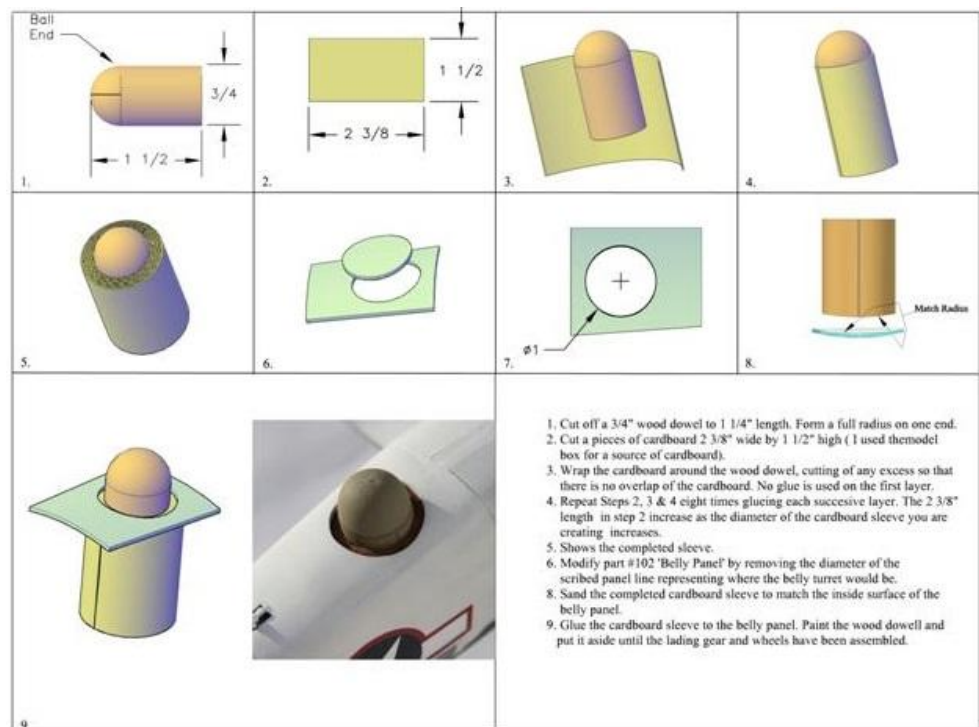 Ball
End
3/4
1 1/2
1.
1 1/2
2 3/8
2.
3.
4.
5.
6.
ø1
7.
Match Radius
8.
9.
1. Cut off a 3/4" wood dowel to 1 1/4" length. Form a full radius on one end.
2. Cut a pieces of cardboard 2 3/8" wide by 1 1/2" high ( I used themodel
box for a source of cardboard).
3. Wrap the cardboard around the wood dowel, cutting of any excess so that
there is no overlap of the cardboard. No glue is used on the first layer.
4. Repeat Steps 2, 3 & 4 eight times glueing each succesive layer. The 2 3/8"
length in step 2 increase as the diameter of the cardboard sleeve you are
creating increases.
5. Shows the completed sleeve.
6. Modify part #102 'Belly Panel' by removing the diameter of the
scribed panel line representing where the belly turret would be.
8. Sand the completed cardboard sleeve to match the inside surface of the
belly panel.
9. Glue the cardboard sleeve to the belly panel. Paint the wood dowell and
put it aside until the lading gear and wheels have been assembled.